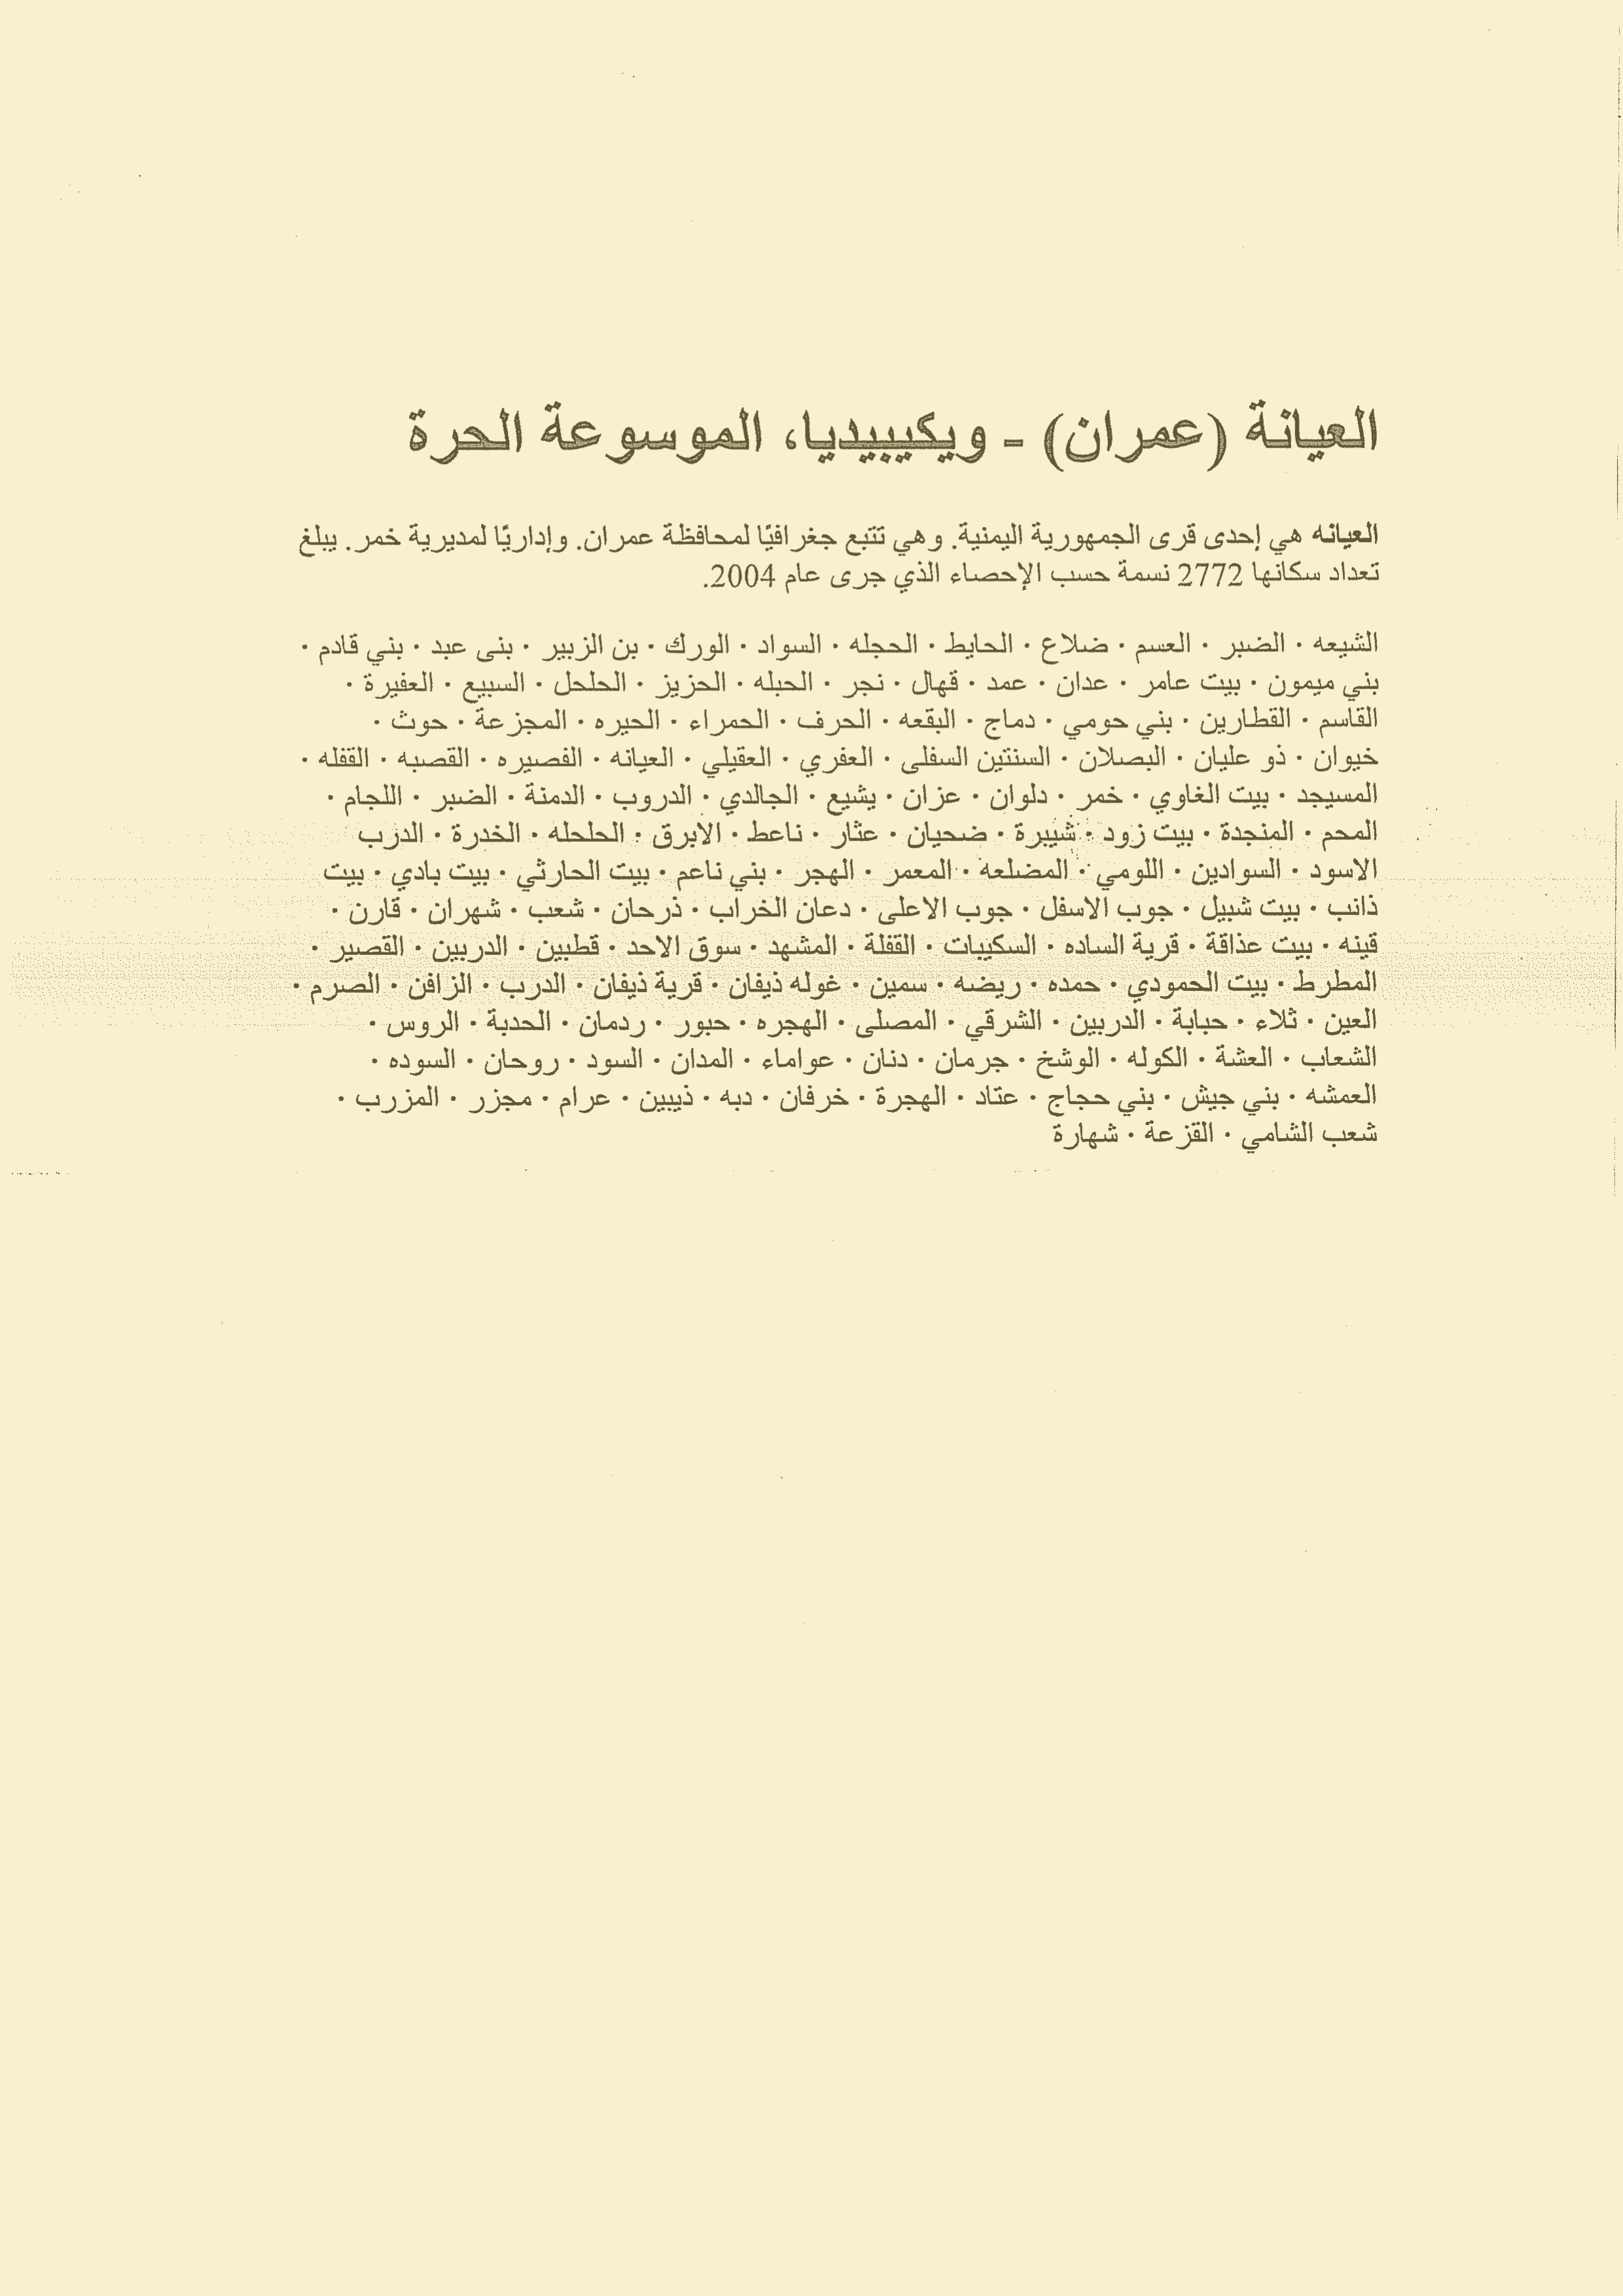 العيانة (عمران) - ويكيبيديا، الموسوعة الحرة
العيانه هي إحدى قرى الجمهورية اليمنية. وهي تتبع جغرافيًا لمحافظة عمران. وإداريًا لمديرية خمر. يبلغ
تعداد سكانها 2772 نسمة حسب الإحصاء الذي جرى عام 2004.
الشيعه · الضبر · العسم · ضلاع · الحايط · الحجله · السواد · الورك · بن الزبير · بنى عبد · بني قادم ·
بني ميمون · بيت عامر · عدان · عمد · قهال · نجر · الحبله · الحزيز · الحلحل · السبيع · العفيرة ·
القاسم · القطارين · بني حومي · دماج · البقعه · الحرف · الحمراء · الحيره · المجزعة · حوث ·
خيوان · ذو عليان · البصلان · السنتين السفلى · العفري · العقيلي · العيانه · الفصيره · القصبه · القفله ·
المسيجد · بيت الغاوي · خمر · دلوان · عزان · يشيع · الجالدي · الدروب · الدمنة · الضبر · اللجام ·
المحم · المنجدة · بيت زود · شييرة · ضحيان · عثار · ناعط · الابرق · الحلحله · الخدرة · الدرب
الاسود · السوادين · اللومي · المضلعه · المعمر · الهجر · بني ناعم · بيت الحارثي · بيت بادي · بيت
ذانب · بيت شبيل · جوب الاسفل · جوب الاعلى · دعان الخراب · ذرحان · شعب · شهران · قارن ·
قينه · بيت عذاقة · قرية الساده · السكيبات · القفلة · المشهد · سوق الاحد · قطبين · الدربين · القصير ·
المطرط · بيت الحمودي · حمده · ريضه · سمين · غوله ذيفان · قرية ذيفان · الدرب · الزافن · الصرم ·
العين · ثلاء · حبابة · الدربين · الشرقي · المصلى · الهجره · حبور · ردمان · الحدبة · الروس ·
الشعاب · العشة · الكوله · الوشخ · جرمان · دنان · عواماء · المدان · السود · روحان · السوده ·
العمشه · بني جيش · بني حجاج · عتاد · الهجرة · خرفان · دبه · ذيبين · عرام · مجزر · المزرب ·
شعب الشامي · القزعة · شهارة